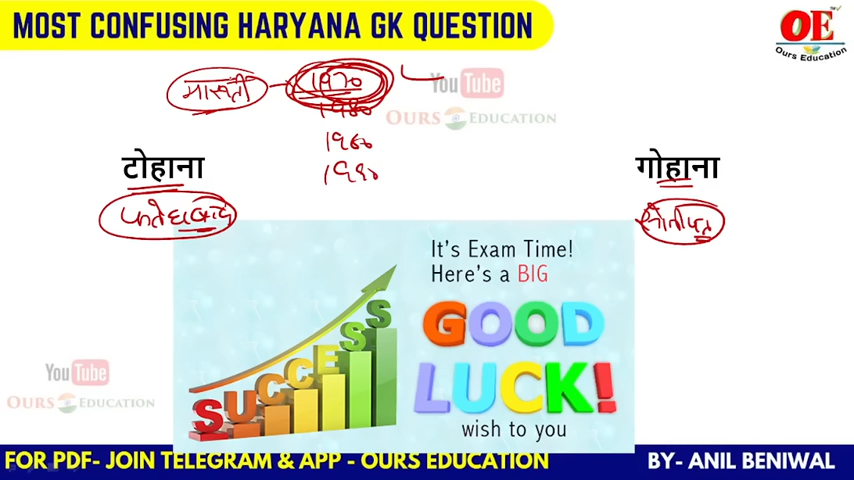 MOST CONFUSING HARYANA GK QUESTION
OE
Ours Education
मारुती
1970
1980
1960
1990
YouTube
OURS EDUCATION
टोहाना
गोहाना
फतेहाबाद
सोनीपत
It's Exam Time!
Here's a BIG
GOOD
LUCK!
wish to you
SUCCESS
YouTube
OURS EDUCATION
FOR PDF- JOIN TELEGRAM & APP - OURS EDUCATION
BY- ANIL BENIWAL